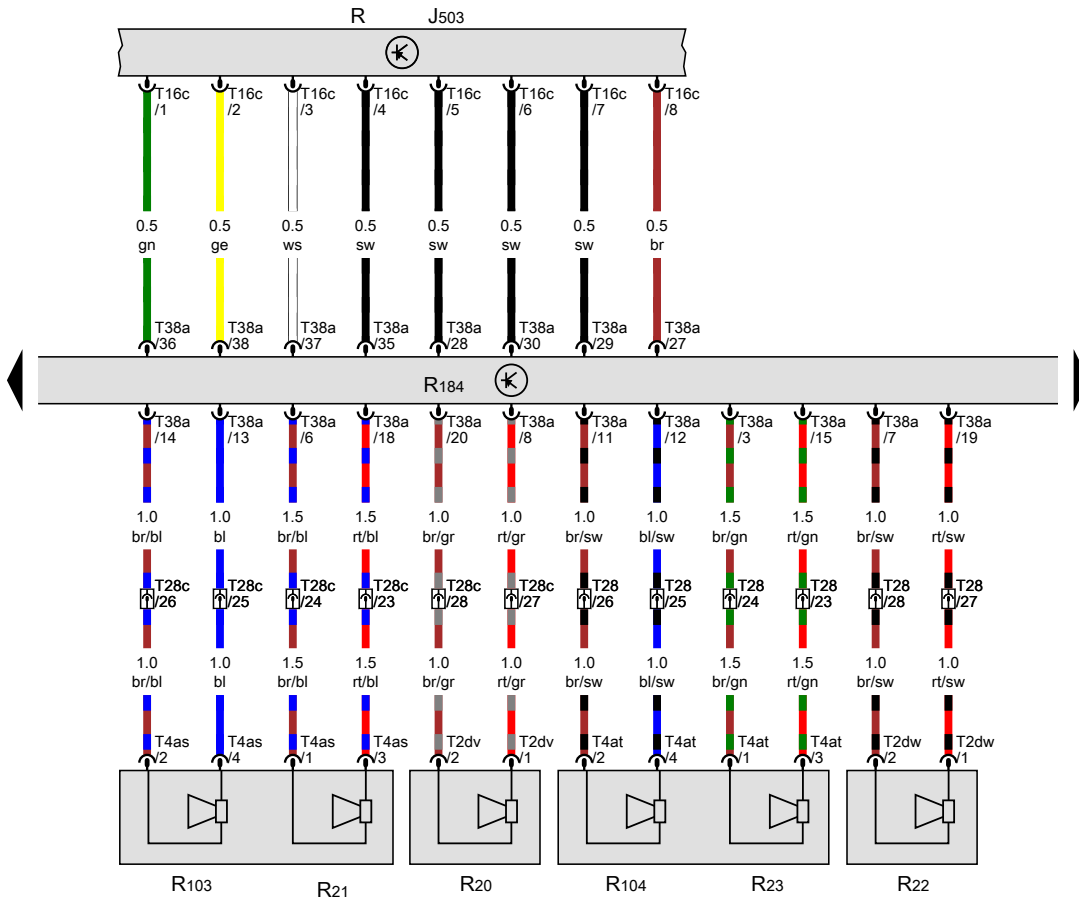 R J503
T16c T16c T16c T16c T16c T16c T16c T16c
/1 /2 /3 /4 /5 /6 /7 /8
0.5 0.5 0.5 0.5 0.5 0.5 0.5 0.5
gn ge ws sw sw sw sw br
T38a T38a T38a T38a T38a T38a T38a T38a
/36 /38 /37 /35 /28 /30 /29 /27
R184
T38a T38a T38a T38a T38a T38a T38a T38a T38a T38a T38a T38a
/14 /13 /6 /18 /20 /8 /11 /12 /3 /15 /7 /19
1.0 1.0 1.5 1.5 1.0 1.0 1.0 1.0 1.5 1.5 1.0 1.0
br/bl bl br/bl rt/bl br/gr rt/gr br/sw bl/sw br/gn rt/gn br/sw rt/sw
T28c T28c T28c T28c T28c T28c T28 T28 T28 T28 T28 T28
/26 /25 /24 /23 /28 /27 /26 /25 /24 /23 /28 /27
1.0 1.0 1.5 1.5 1.0 1.0 1.0 1.0 1.5 1.5 1.0 1.0
br/bl bl br/bl rt/bl br/gr rt/gr br/sw bl/sw br/gn rt/gn br/sw rt/sw
T4as T4as T4as T4as T2dv T2dv T4at T4at T4at T4at T2dw T2dw
/2 /4 /1 /3 /2 /1 /2 /4 /1 /3 /2 /1
R103 R21 R20 R104 R23 R22